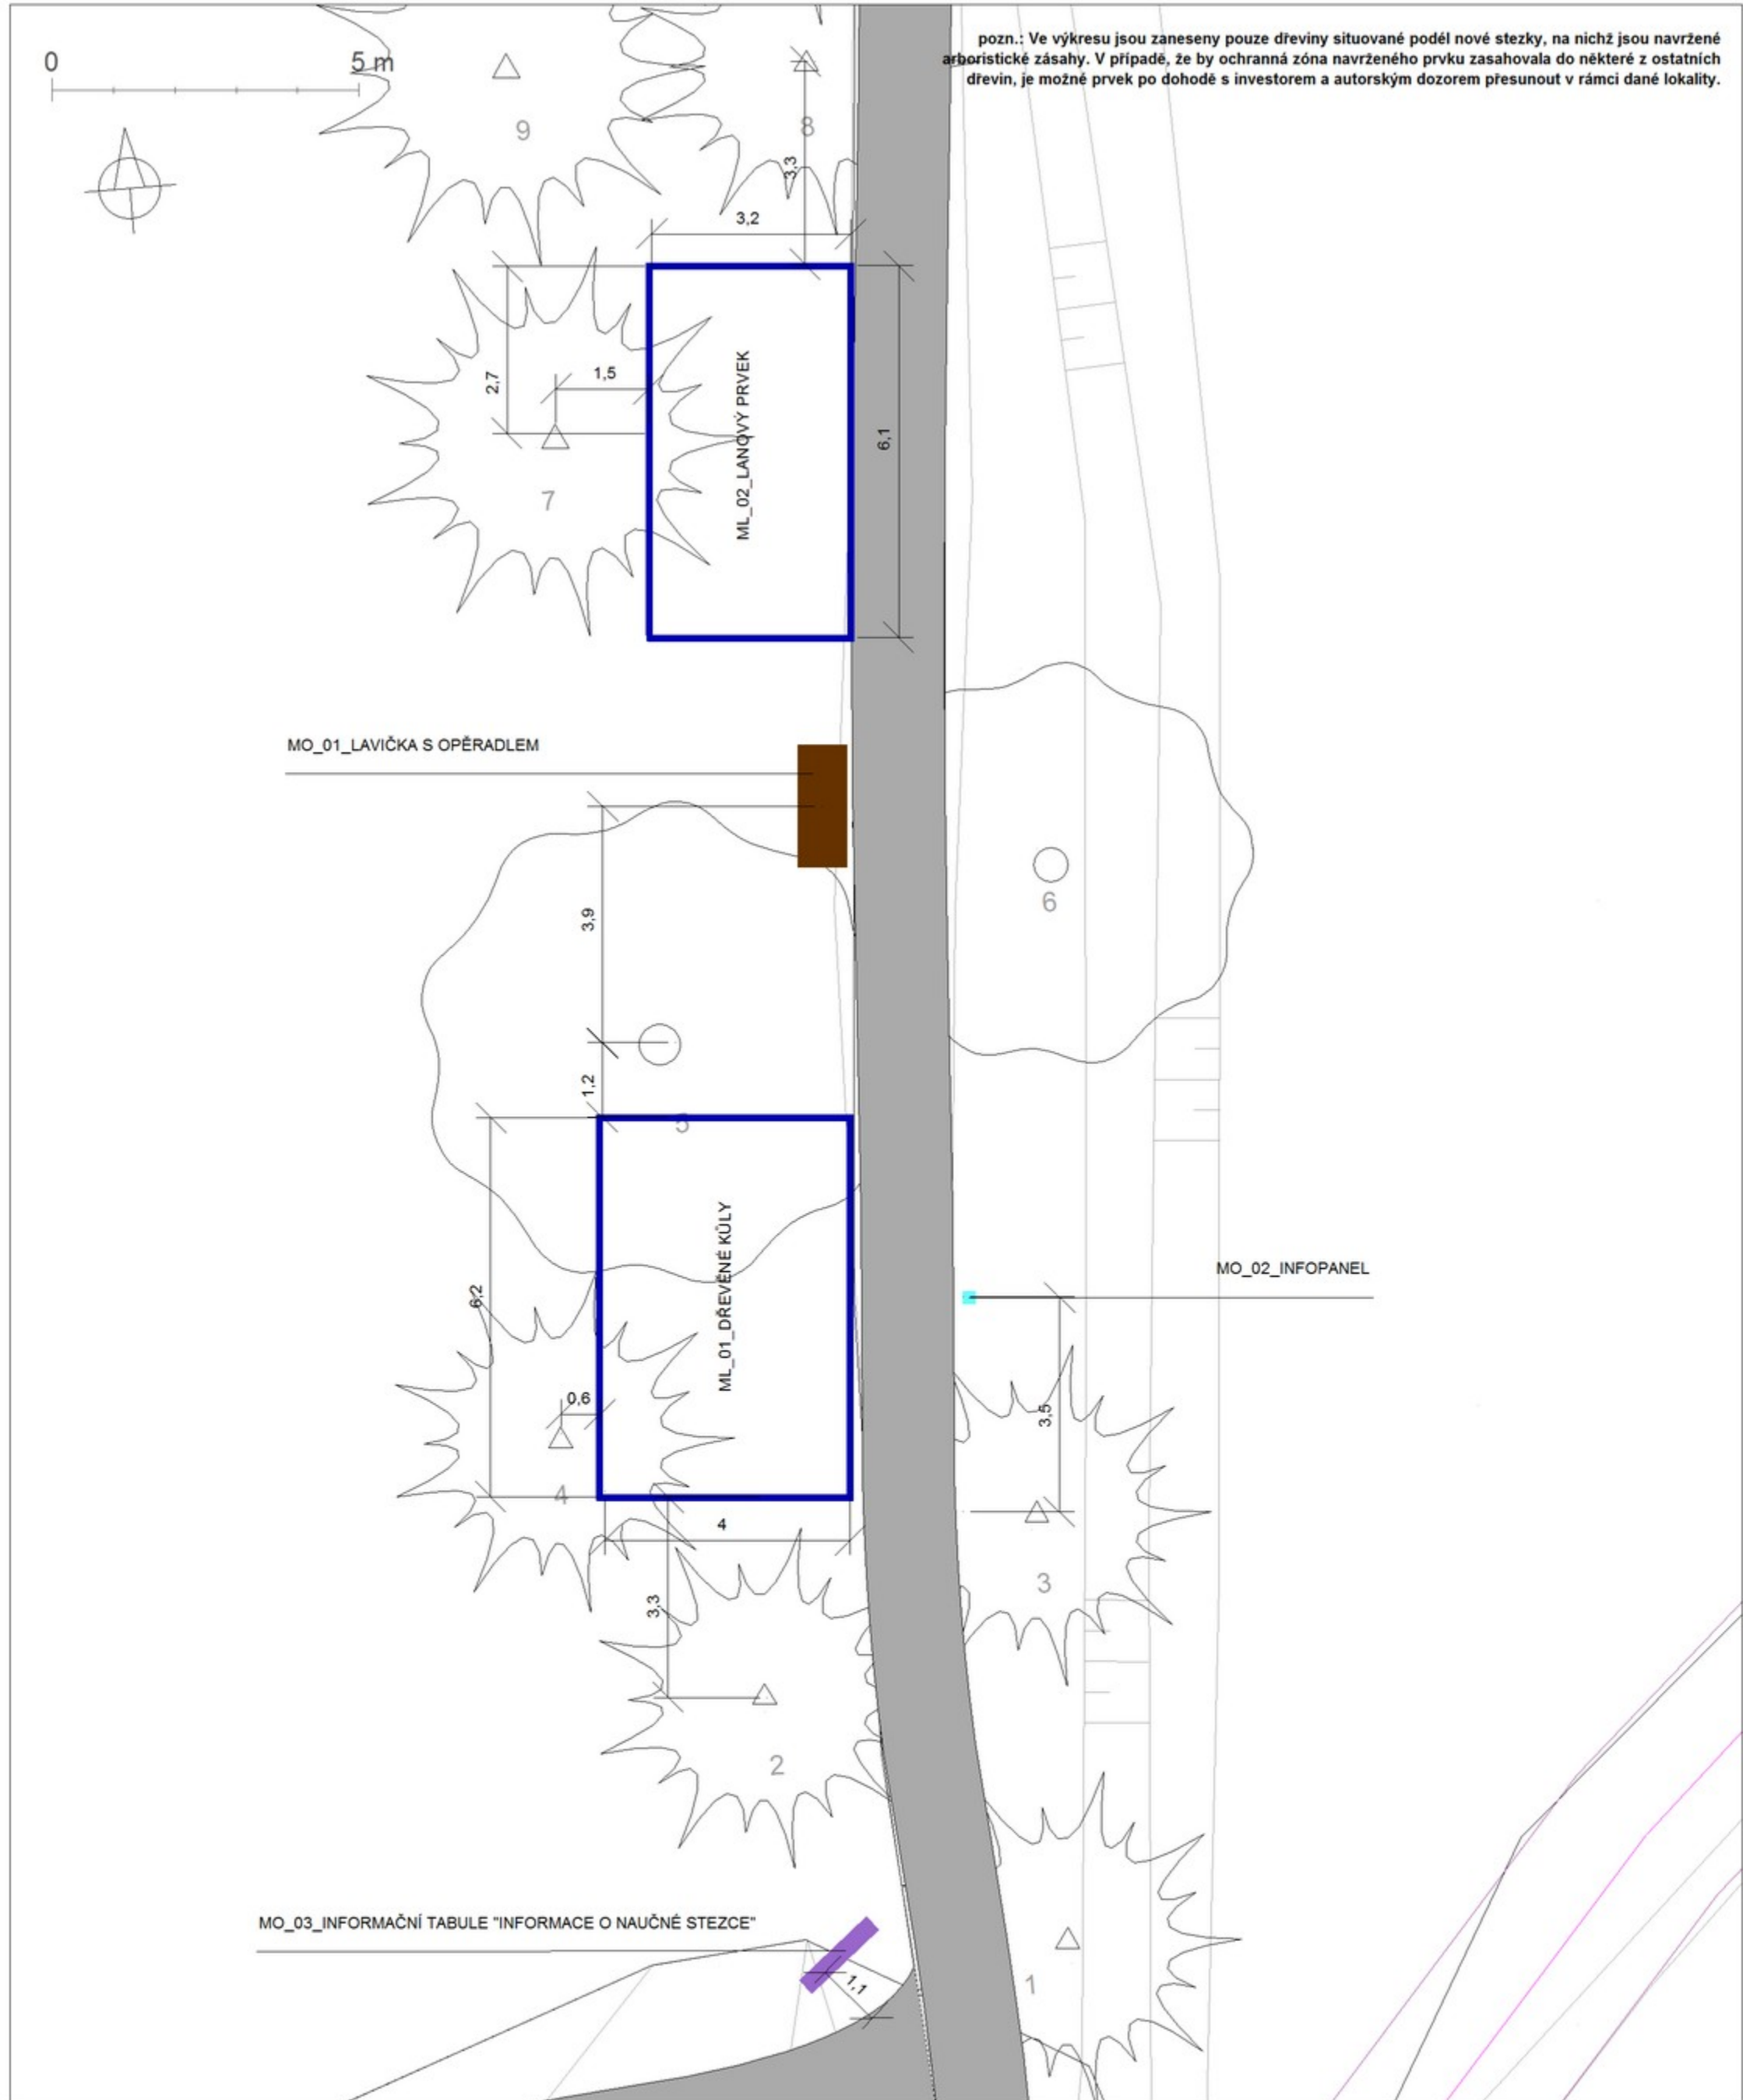 pozn.: Ve výkresu jsou zaneseny pouze dřeviny situované podél nové stezky, na nichž jsou navržené
arboristické zásahy. V případě, že by ochranná zóna navrženého prvku zasahovala do některé z ostatních
dřevin, je možné prvek po dohodě s investorem a autorským dozorem přesunout v rámci dané lokality.
0
5 m
9
8
3,3
3,2
2,7
1,5
7
ML_02_LANOVÝ PRVEK
6,1
MO_01_LAVIČKA S OPĚRADLEM
3,9
6
1,2
5
ML_01_DŘEVĚNÉ KŮLY
6,2
MO_02_INFOPANEL
0,6
4
3,5
4
3
3,3
2
MO_03_INFORMAČNÍ TABULE "INFORMACE O NAUČNÉ STEZCE"
1,1
1